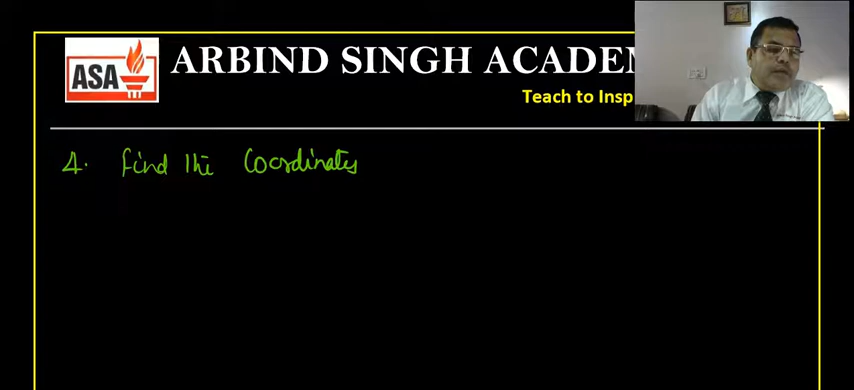 ASA
ARBIND SINGH ACADEM
Teach to Insp
4. Find the Coordinates